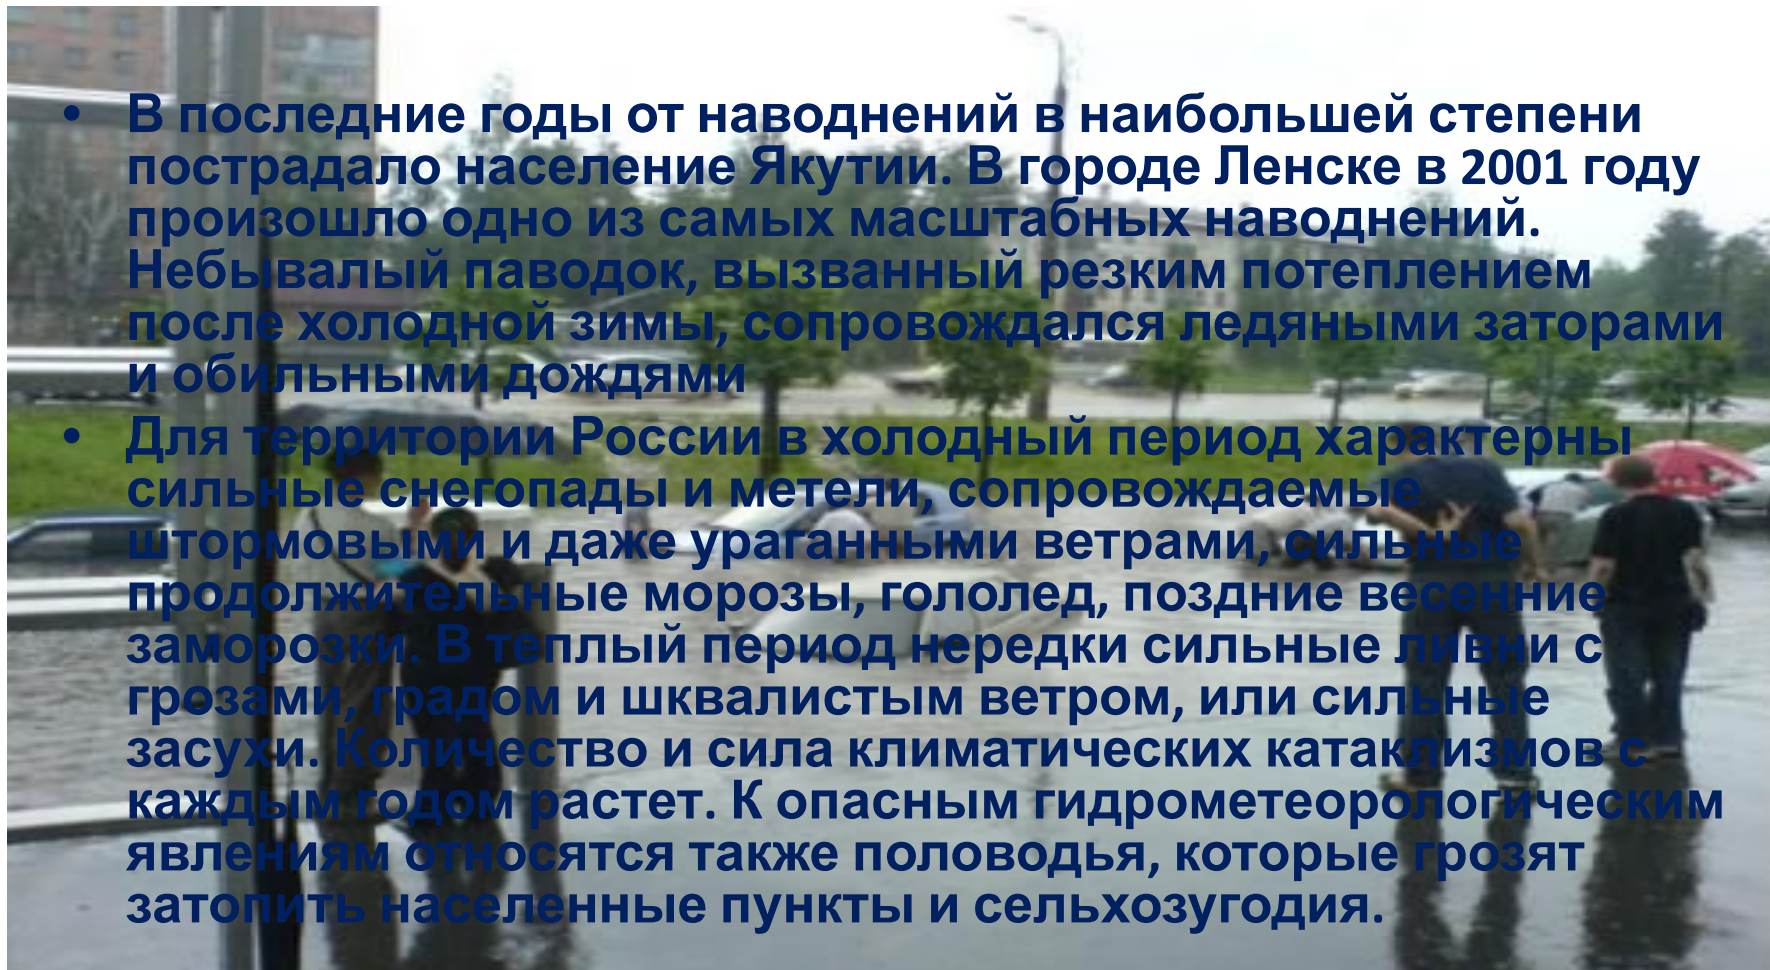 • В последние годы от наводнений в наибольшей степени
пострадало население Якутии. В городе Ленске в 2001 году
произошло одно из самых масштабных наводнений.
Небывалый паводок, вызванный резким потеплением
после холодной зимы, сопровождался ледяными заторами
и обильными дождями
• Для территории России в холодный период характерны
сильные снегопады и метели, сопровождаемые
штормовыми и даже ураганными ветрами, сильные
продолжительные морозы, гололед, поздние весенние
заморозки. В теплый период нередки сильные ливни с
грозами, градом и шквалистым ветром, или сильные
засухи. Количество и сила климатических катаклизмов с
каждым годом растет. К опасным гидрометеорологическим
явлениям относятся также половодья, которые грозят
затопить населенные пункты и сельхозугодия.